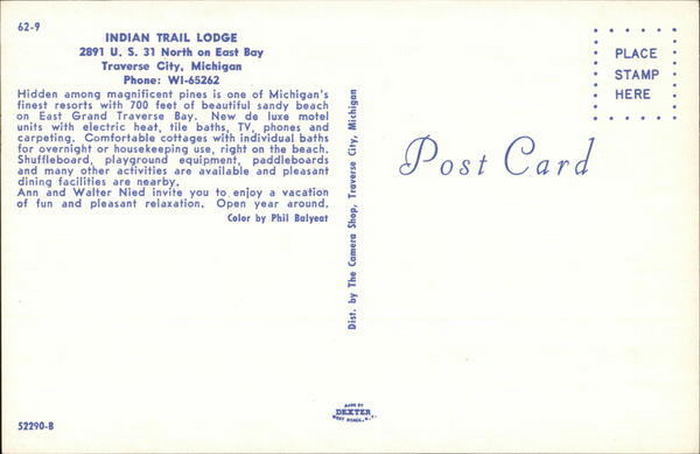 62-9
INDIAN TRAIL LODGE
2891 U. S. 31 North on East Bay
Traverse City, Michigan
Phone: WI-65262
Hidden among magnificent pines is one of Michigan's
finest resorts with 700 feet of beautiful sandy beach
on East Grand Traverse Bay. New de luxe motel
units with electric heat, tile baths, TV, phones and
carpeting. Comfortable cottages with individual baths
for overnight or housekeeping use, right on the beach.
Shuffleboard, playground equipment, paddleboards
and many other activities are available and pleasant
dining facilities are nearby.
Ann and Walter Nied invite you to enjoy a vacation
of fun and pleasant relaxation. Open year around.
Color by Phil Balyeat
52290-B
Dist. by The Camera Shop, Traverse City, Michigan
MADE BY
DEXTER
WEST NYACK, N.Y.
Post Card
PLACE
STAMP
HERE